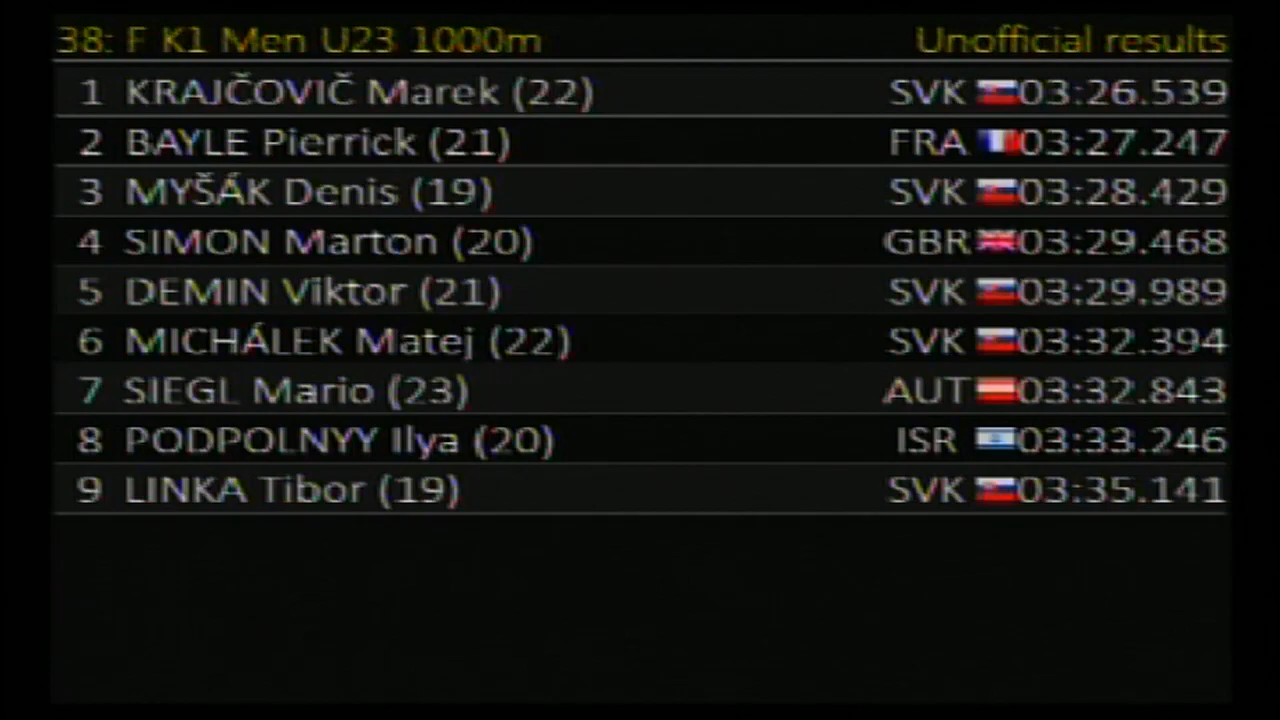 38: F K1 Men U23 1000m Unofficial results
1 KRAJČOVIČ Marek (22) SVK 03:26.539
2 BAYLE Pierrick (21) FRA 03:27.247
3 MYŠÁK Denis (19) SVK 03:28.429
4 SIMON Marton (20) GBR 03:29.468
5 DEMIN Viktor (21) SVK 03:29.989
6 MICHÁLEK Matej (22) SVK 03:32.394
7 SIEGL Mario (23) AUT 03:32.843
8 PODPOLNYY Ilya (20) ISR 03:33.246
9 LINKA Tibor (19) SVK 03:35.141